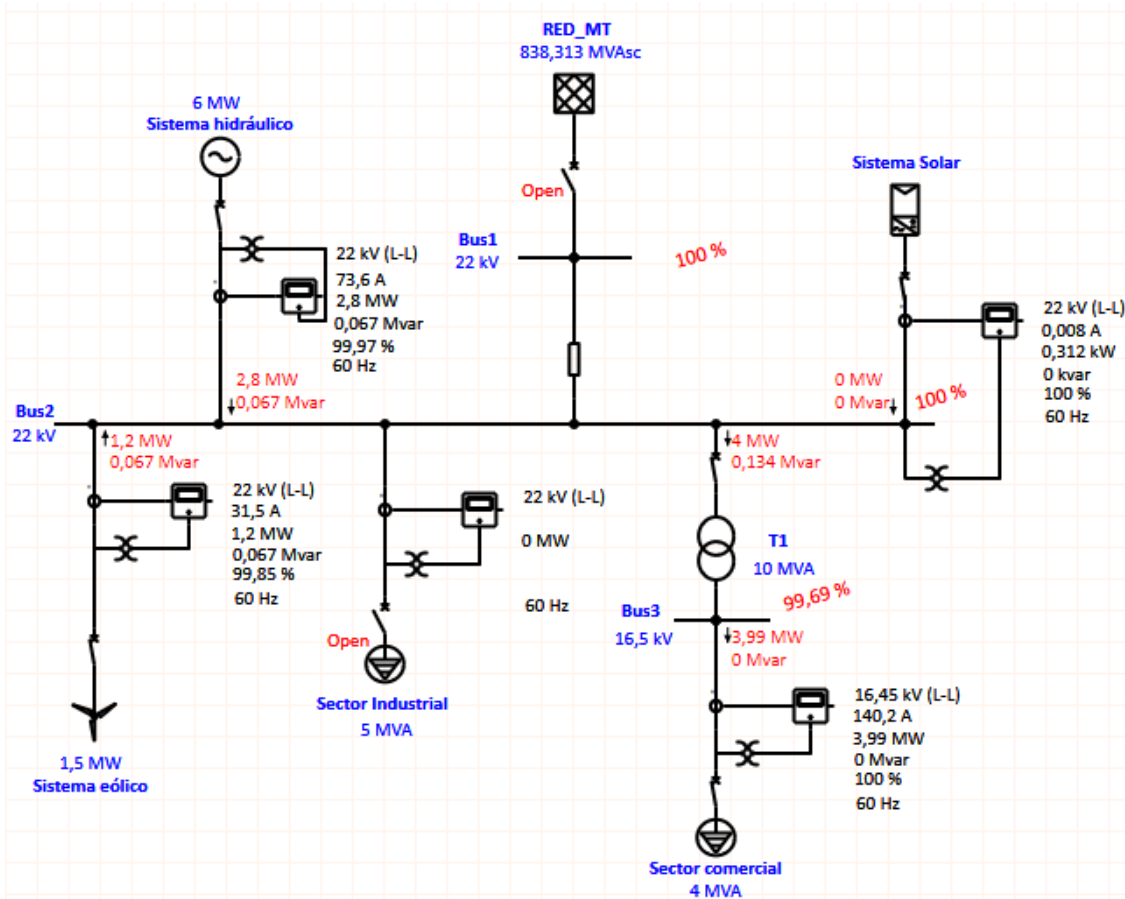 RED_MT
838,313 MVAsc
6 MW
Sistema hidráulico
Open
Sistema Solar
Bus1
22 kV
100 %
22 kV (L-L)
73,6 A
2,8 MW
0,067 Mvar
99,97 %
60 Hz
22 kV (L-L)
0,008 A
0,312 kW
0 kvar
100 %
60 Hz
2,8 MW
0,067 Mvar
0 MW
0 Mvar
100 %
Bus2
22 kV
1,2 MW
0,067 Mvar
4 MW
0,134 Mvar
22 kV (L-L)
31,5 A
1,2 MW
0,067 Mvar
99,85 %
60 Hz
22 kV (L-L)
0 MW
60 Hz
T1
10 MVA
99,69 %
Bus3
16,5 kV
3,99 MW
0 Mvar
Open
Sector Industrial
5 MVA
16,45 kV (L-L)
140,2 A
3,99 MW
0 Mvar
100 %
60 Hz
1,5 MW
Sistema eólico
Sector comercial
4 MVA